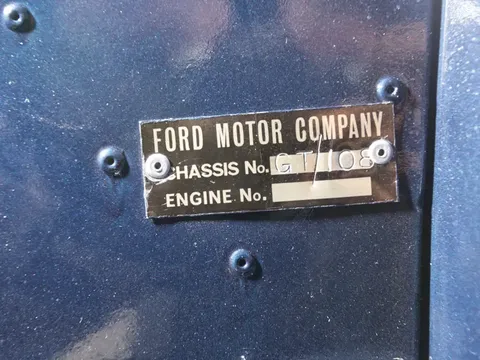 FORD MOTOR COMPANY
CHASSIS No. GT/108
ENGINE No.